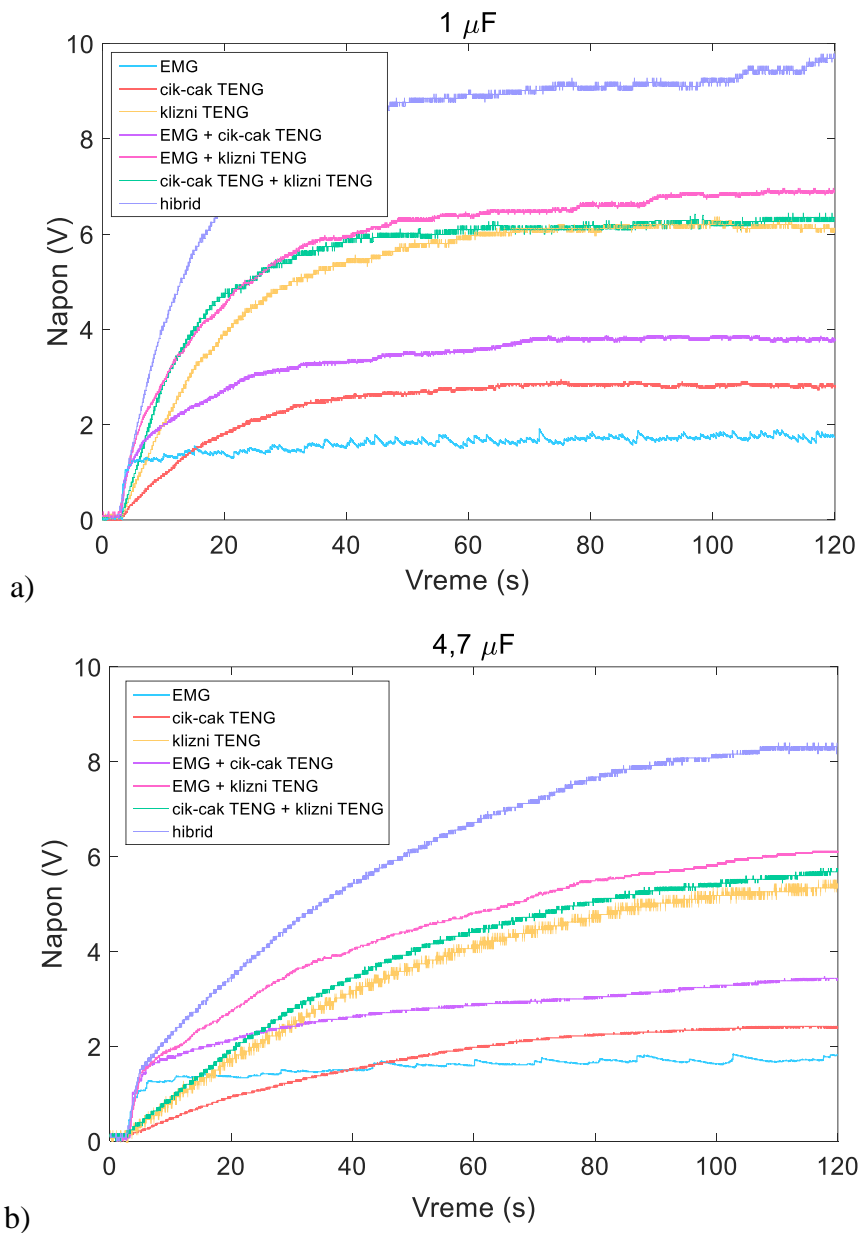 1 μF
10
8
6
4
2
0
Napon (V)
EMG
cik-cak TENG
klizni TENG
EMG + cik-cak TENG
EMG + klizni TENG
cik-cak TENG + klizni TENG
hibrid
0 20 40 60 80 100 120
Vreme (s)
a)
4,7 μF
10
8
6
4
2
0
Napon (V)
EMG
cik-cak TENG
klizni TENG
EMG + cik-cak TENG
EMG + klizni TENG
cik-cak TENG + klizni TENG
hibrid
0 20 40 60 80 100 120
Vreme (s)
b)